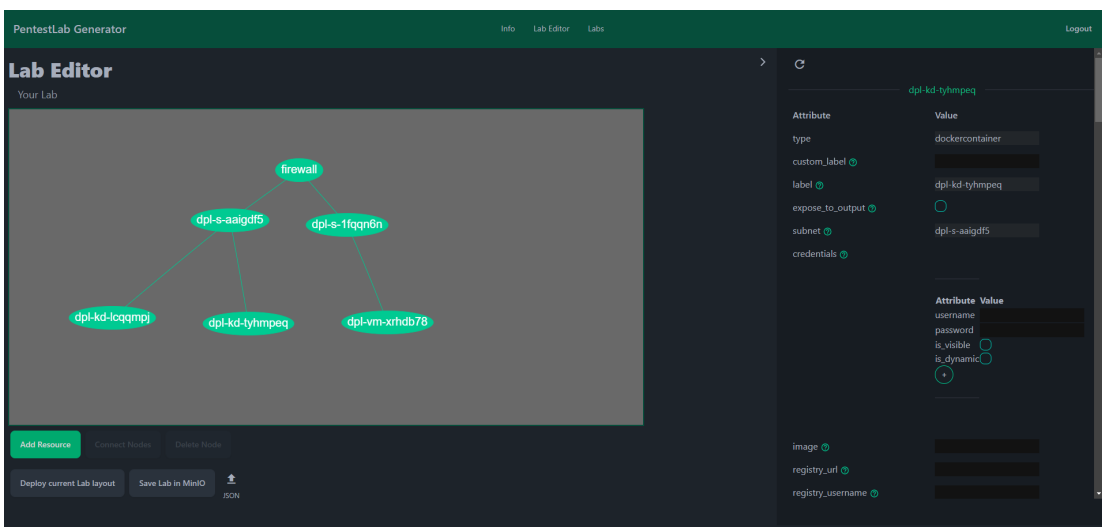 PentestLab Generator
Info Lab Editor Labs
Logout
Lab Editor
Your Lab
firewall
dpl-s-aaigdf5
dpl-s-1fqqn6n
dpl-kd-lcqqmpj
dpl-kd-tyhmpeq
dpl-vm-xrhdb78
Add Resource Connect Nodes Delete Node
Deploy current Lab layout Save Lab in MinIO JSON
dpl-kd-tyhmpeq
Attribute Value
type dockercontainer
custom_label
label dpl-kd-tyhmpeq
expose_to_output
subnet dpl-s-aaigdf5
credentials
Attribute Value
username
password
is_visible
is_dynamic
+
image
registry_url
registry_username